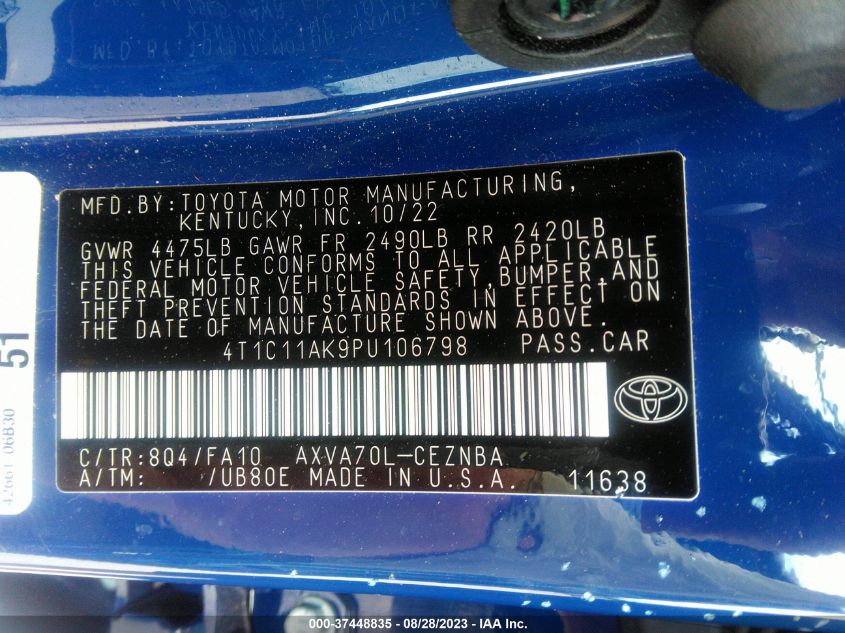 MFD.BY:TOYOTA MOTOR MANUFACTURING,
KENTUCKY, INC. 10/22
GVWR 4475LB GAWR FR 2490LB RR 2420LB
THIS VEHICLE CONFORMS TO ALL APPLICABLE
FEDERAL MOTOR VEHICLE SAFETY,BUMPER,AND
THEFT PREVENTION STANDARDS IN EFFECT ON
THE DATE OF MANUFACTURE SHOWN ABOVE.
4T1C11AK9PU106798 PASS.CAR
C/TR:8Q4/FA10 AXVA70L-CEZNBA
A/TM: /UB80E MADE IN U.S.A. 11638
51
42661 06B30
000-37448835 - 08/28/2023 - IAA Inc.